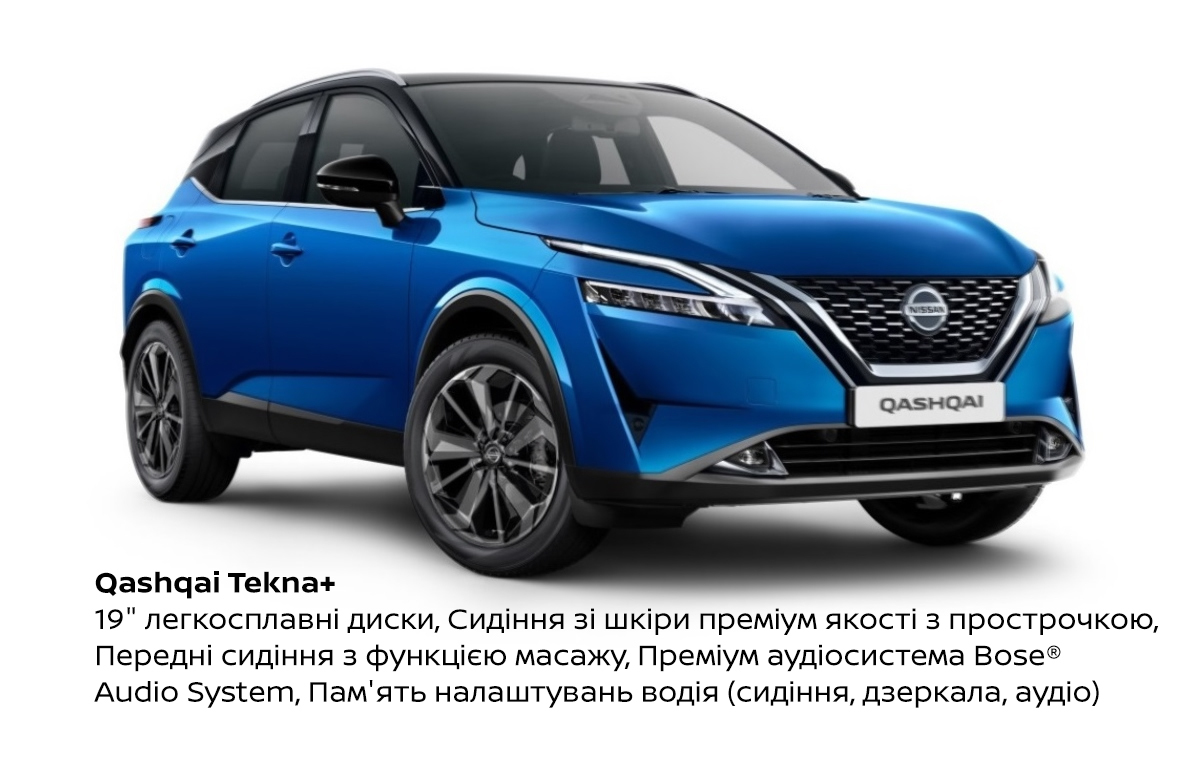 NISSAN
QASHQAI
Qashqai Tekna+
19" легкосплавні диски, Сидіння зі шкіри преміум якості з прострочкою,
Передні сидіння з функцією масажу, Преміум аудіосистема Bose®
Audio System, Пам'ять налаштувань водія (сидіння, дзеркала, аудіо)